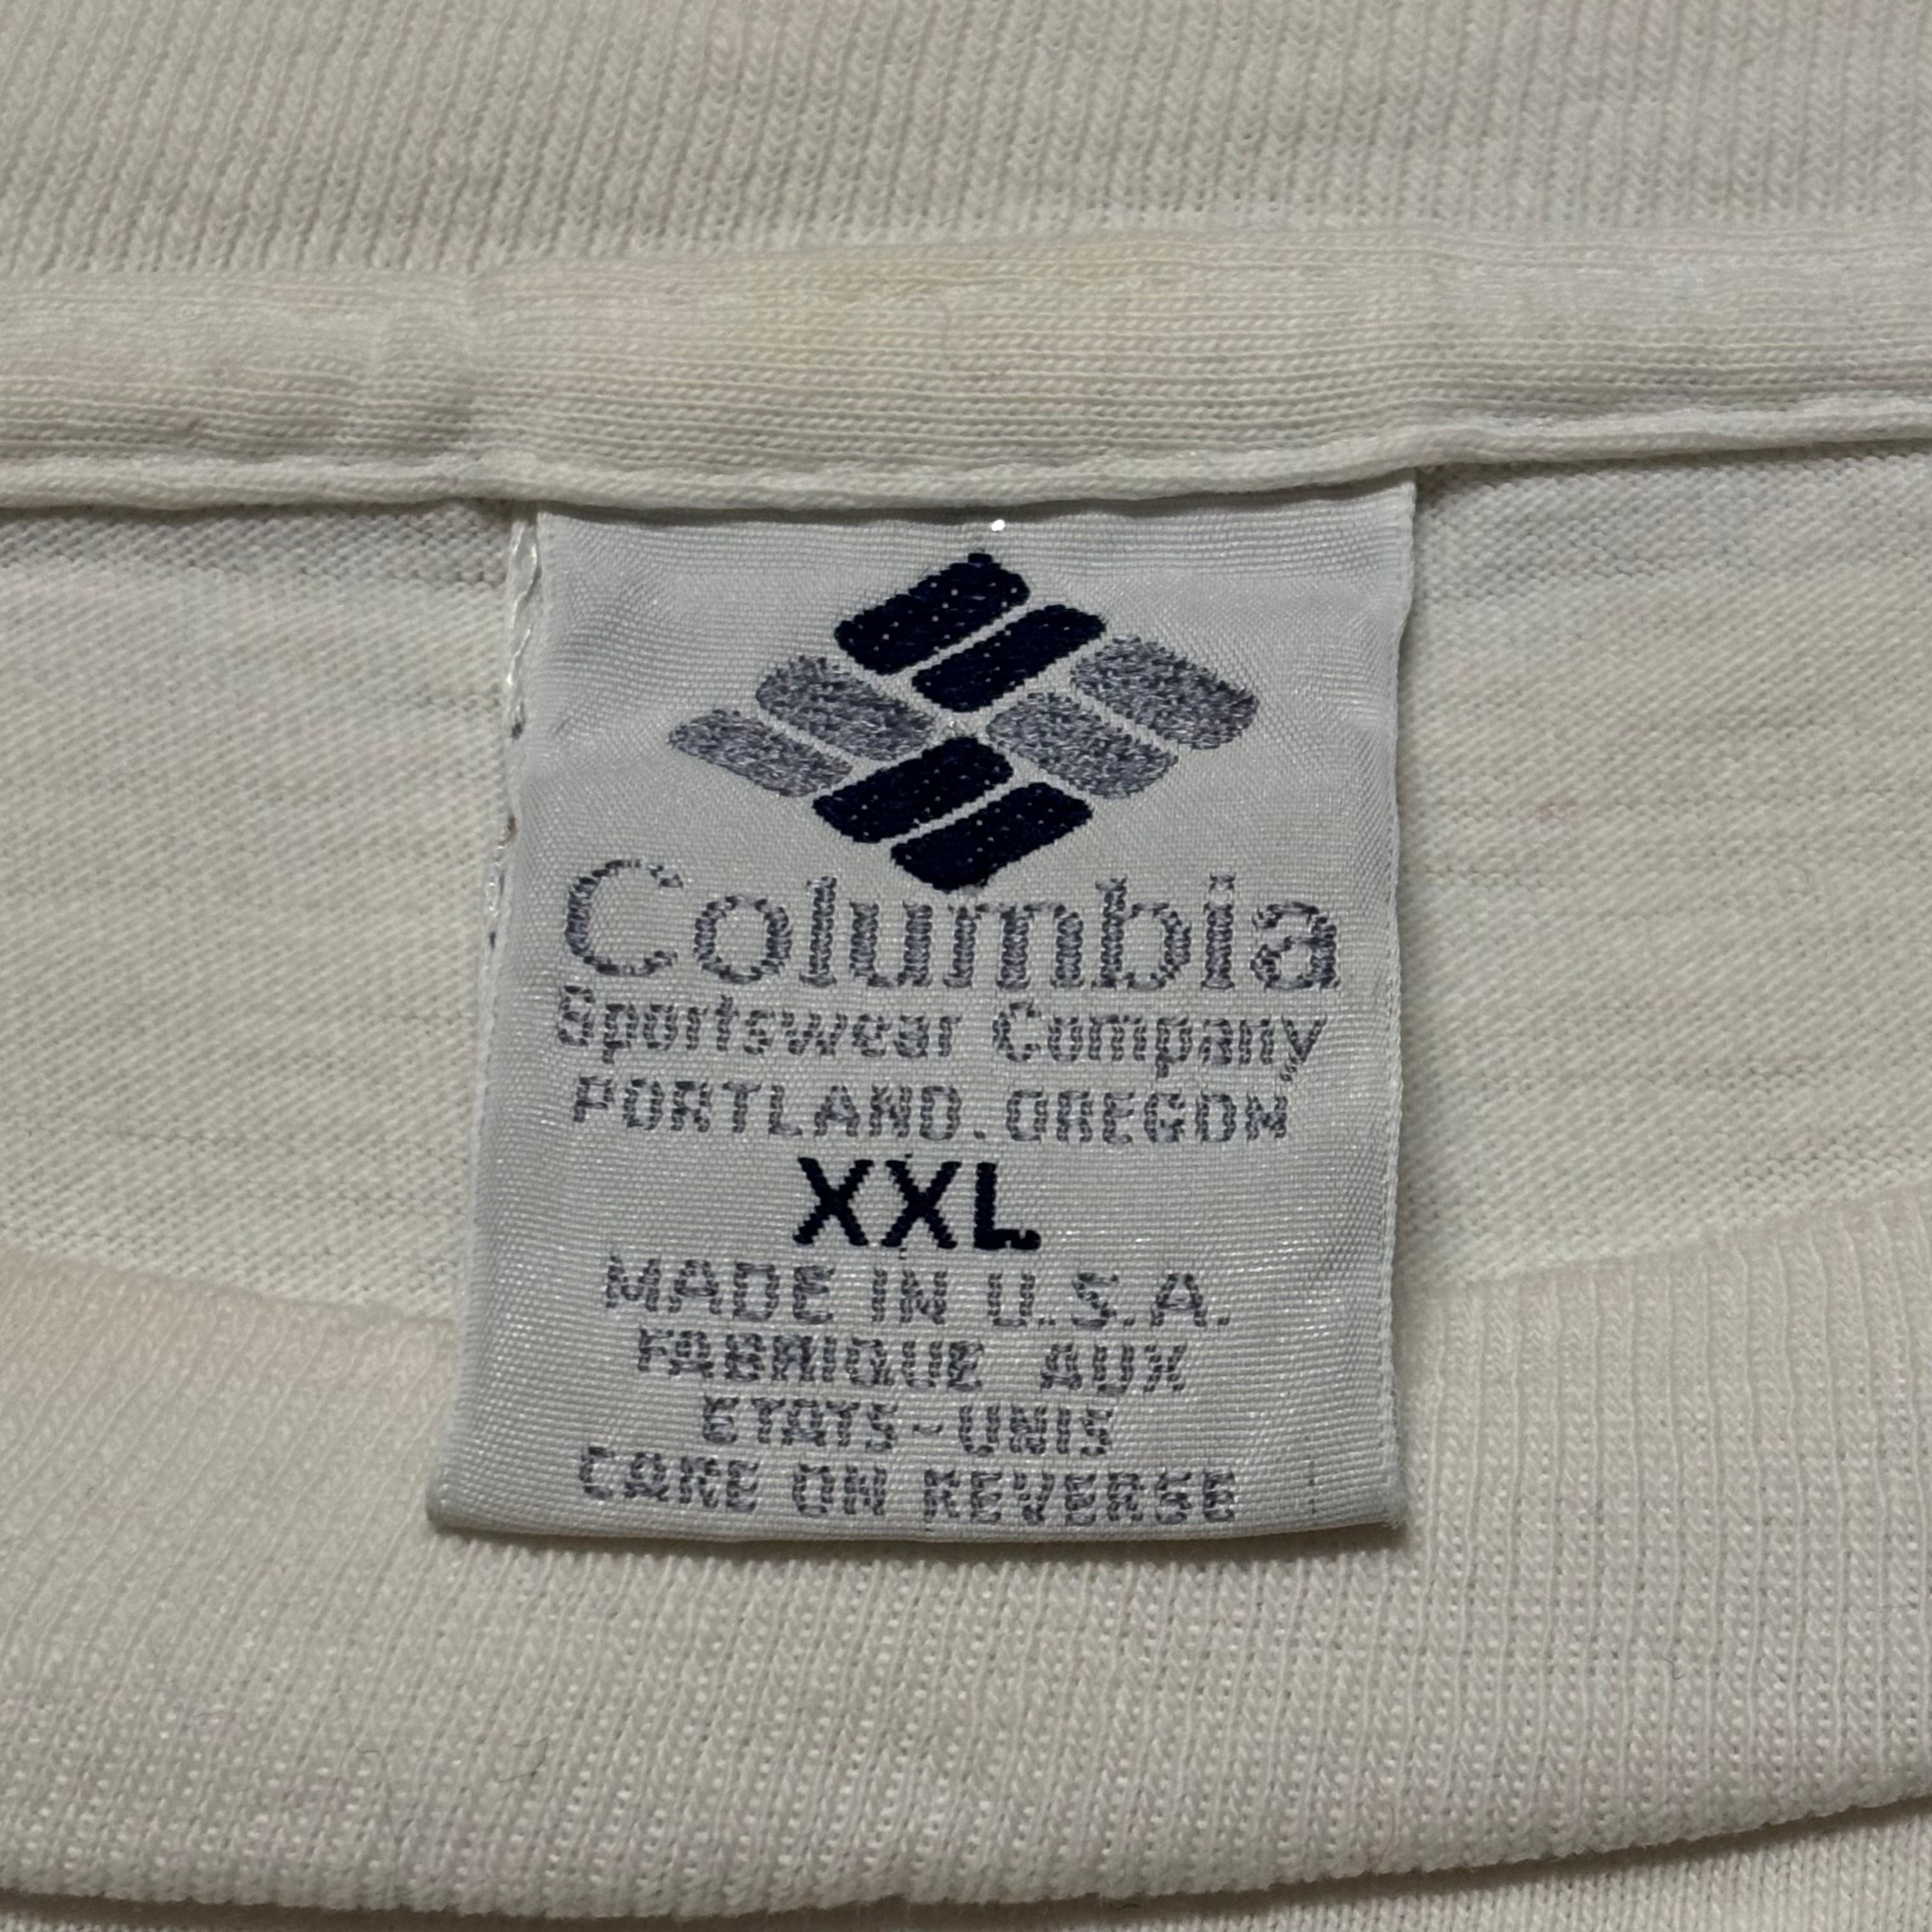 Columbia
Sportswear Company
PORTLAND. OREGON
XXL
MADE IN U.S.A.
FABRIQUE AUX
ETATS-UNIS
CARE ON REVERSE